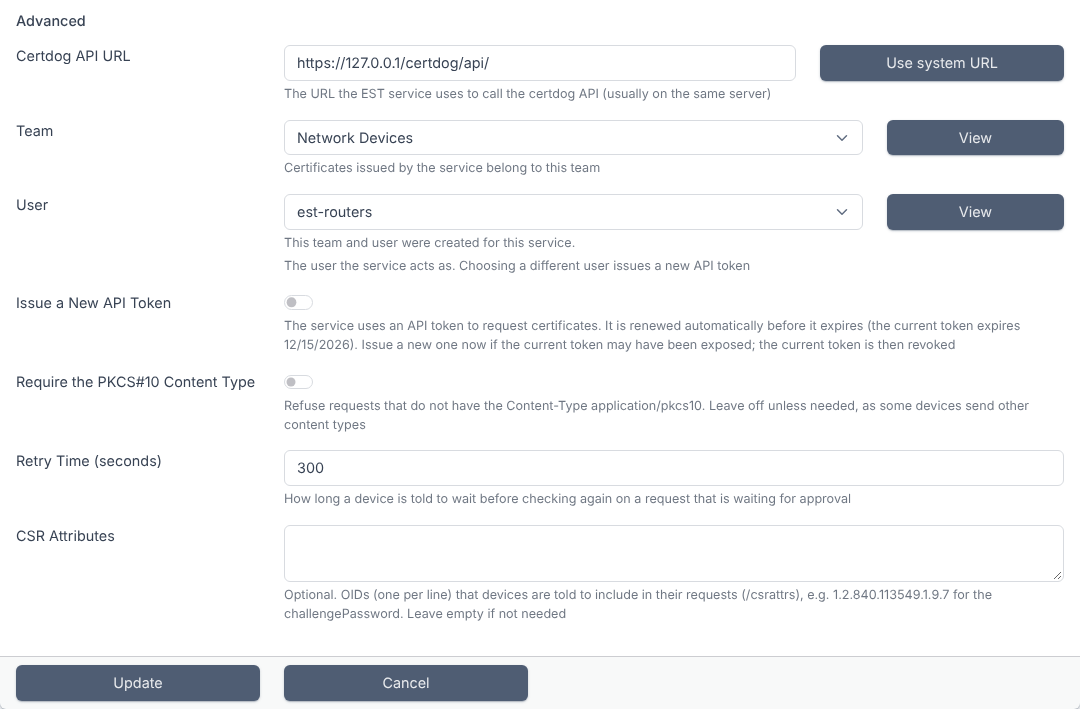 Advanced
Certdog API URL
https://127.0.0.1/certdog/api/
Use system URL
The URL the EST service uses to call the certdog API (usually on the same server)
Team
Network Devices
View
Certificates issued by the service belong to this team
User
est-routers
View
This team and user were created for this service.
The user the service acts as. Choosing a different user issues a new API token
Issue a New API Token
The service uses an API token to request certificates. It is renewed automatically before it expires (the current token expires
12/15/2026). Issue a new one now if the current token may have been exposed; the current token is then revoked
Require the PKCS#10 Content Type
Refuse requests that do not have the Content-Type application/pkcs10. Leave off unless needed, as some devices send other
content types
Retry Time (seconds)
300
How long a device is told to wait before checking again on a request that is waiting for approval
CSR Attributes
Optional. OIDs (one per line) that devices are told to include in their requests (/csrattrs), e.g. 1.2.840.113549.1.9.7 for the
challengePassword. Leave empty if not needed
Update
Cancel